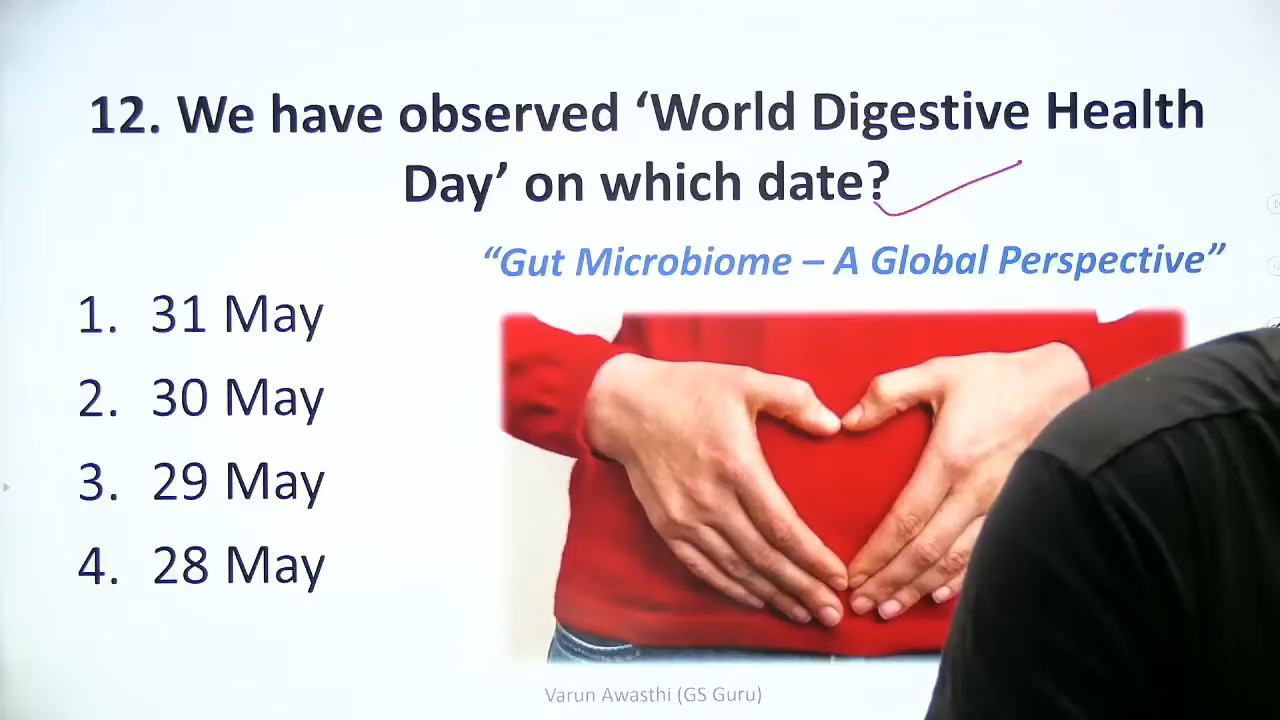 12. We have observed ‘World Digestive Health
Day’ on which date?
“Gut Microbiome – A Global Perspective”
1. 31 May
2. 30 May
3. 29 May
4. 28 May
Varun Awasthi (GS Guru)